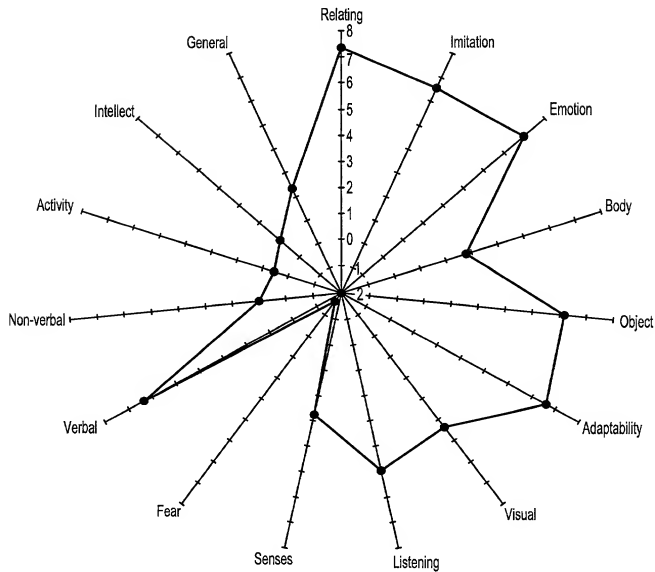 Relating
8
General
Imitation
7
6
Intellect
Emotion
5
4
3
Activity
2
Body
1
0
-1
-2
Non-verbal
Object
Verbal
Adaptability
Fear
Visual
Senses
Listening